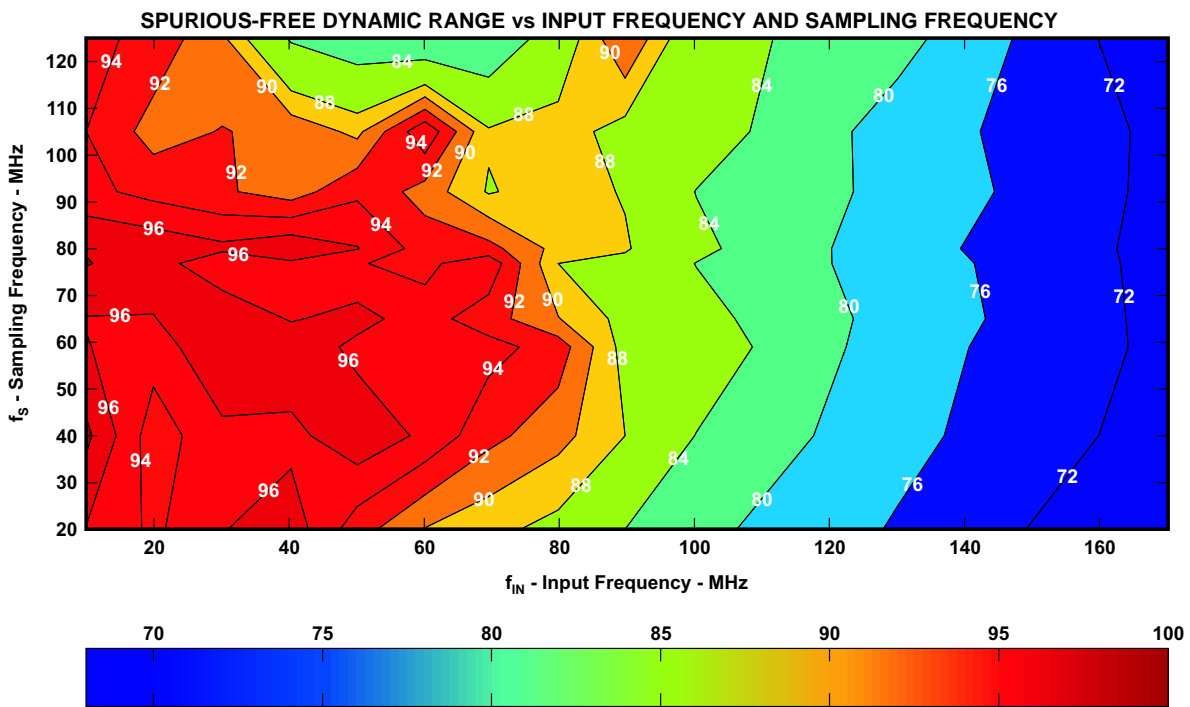 SPURIOUS-FREE DYNAMIC RANGE vs INPUT FREQUENCY AND SAMPLING FREQUENCY
120
110
100
90
80
70
60
50
40
30
20
fS - Sampling Frequency - MHz
94 84 90
92 90 84 76 72
88 88 80
94
92 92 90 88
96 94 84
96
92 90 80 76 72
96
96 94 88
96
94 92 84
96 90 88 80 76 72
20 40 60 80 100 120 140 160
fIN - Input Frequency - MHz
70 75 80 85 90 95 100